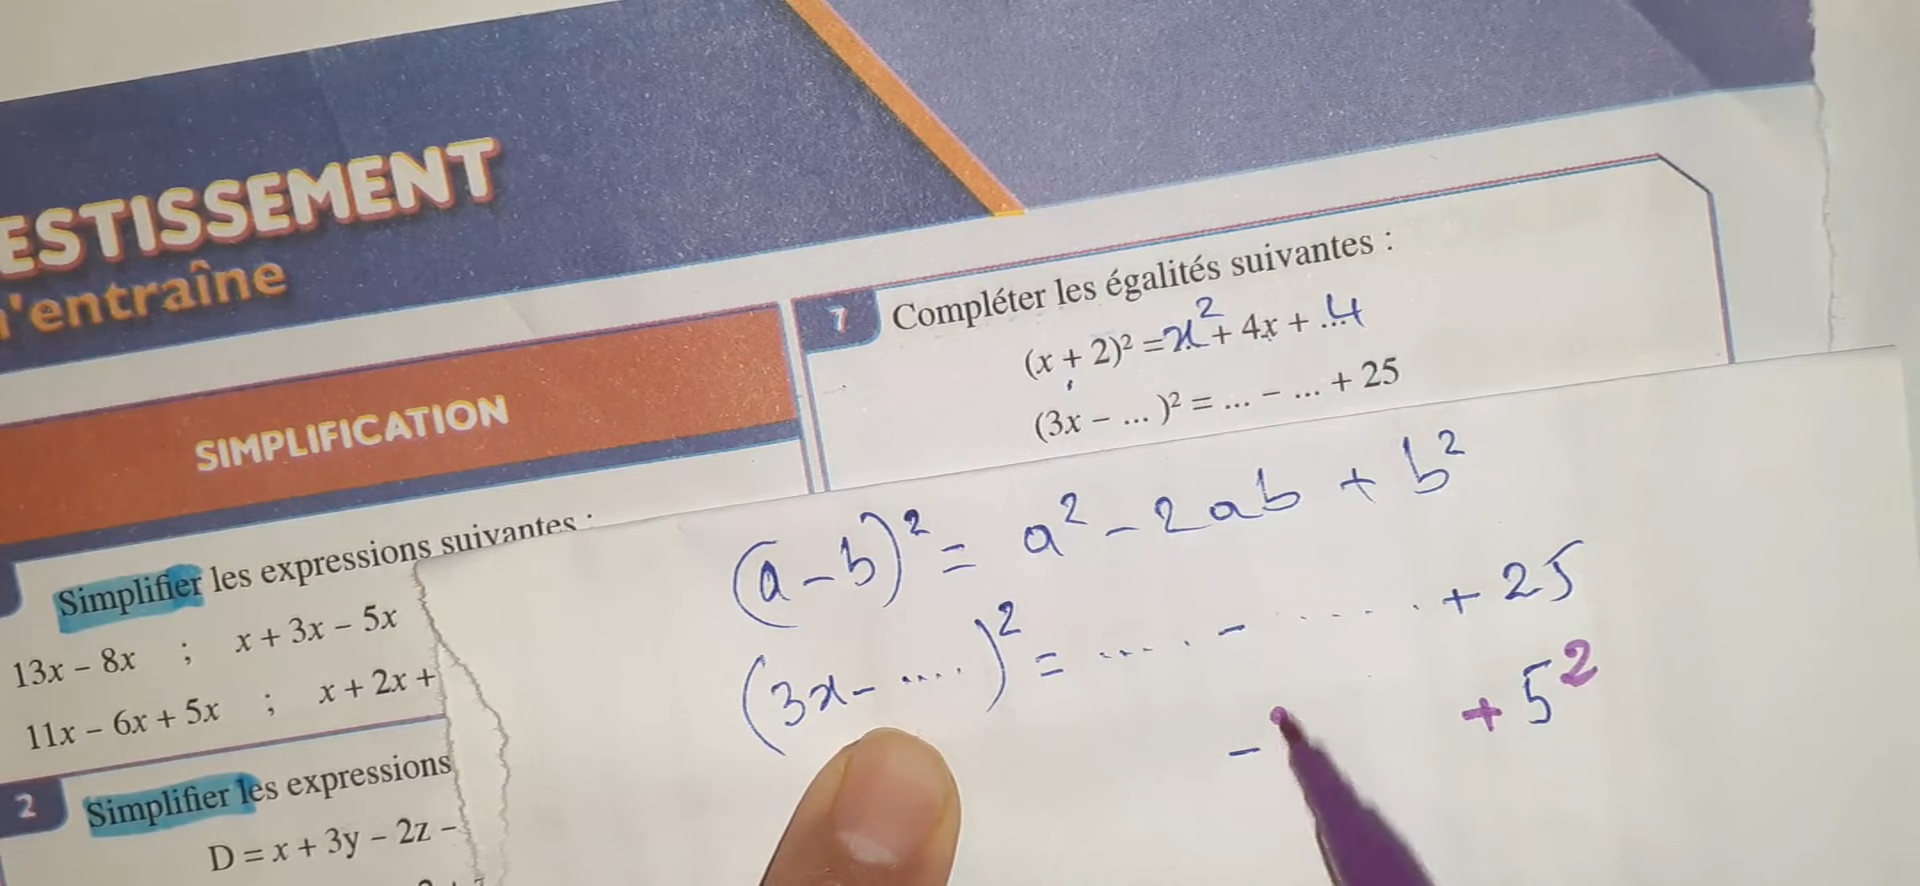 ESTISSEMENT
'entraîne
SIMPLIFICATION
Simplifier les expressions suivantes :
13x – 8x ; x + 3x – 5x
11x – 6x + 5x ; x + 2x +
2 Simplifier les expressions
D = x + 3y – 2z –
7 Compléter les égalités suivantes :
(x + 2)² = x² + 4x + ...4
(3x – ... )² = ... – ... + 25
(a – b)² = a² – 2ab + b²
(3x – ....)² = .... – ..... + 25
– + 5²